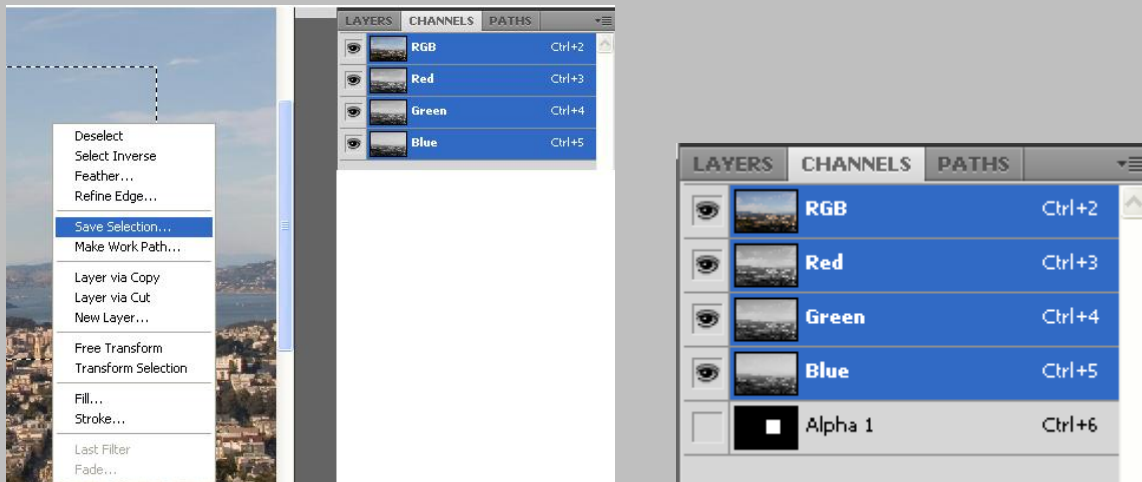 LAYERS CHANNELS PATHS
RGB Ctrl+2
Red Ctrl+3
Green Ctrl+4
Blue Ctrl+5
Deselect
Select Inverse
Feather...
Refine Edge...
Save Selection...
Make Work Path...
Layer via Copy
Layer via Cut
New Layer...
Free Transform
Transform Selection
Fill...
Stroke...
Last Filter
Fade...
LAYERS CHANNELS PATHS
RGB Ctrl+2
Red Ctrl+3
Green Ctrl+4
Blue Ctrl+5
Alpha 1 Ctrl+6